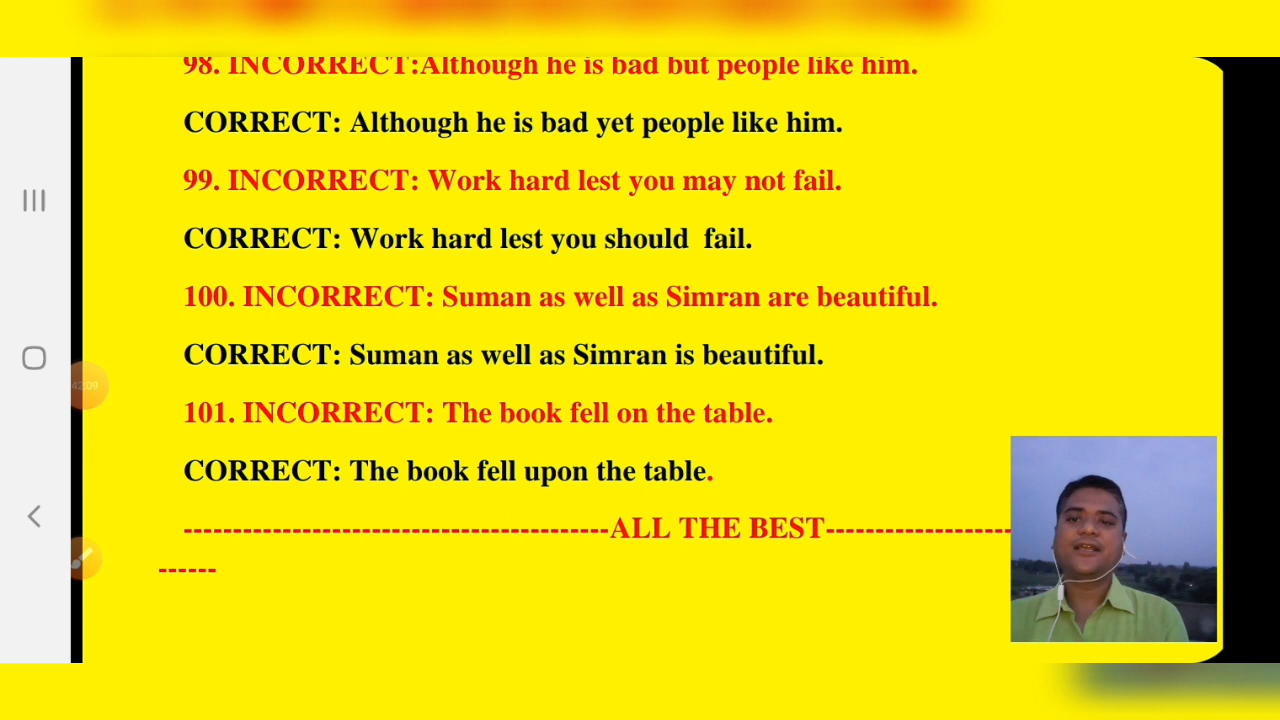 98. INCORRECT:Although he is bad but people like him.
CORRECT: Although he is bad yet people like him.
99. INCORRECT: Work hard lest you may not fail.
CORRECT: Work hard lest you should  fail.
100. INCORRECT: Suman as well as Simran are beautiful.
CORRECT: Suman as well as Simran is beautiful.
42:09
101. INCORRECT: The book fell on the table.
CORRECT: The book fell upon the table.
-------------------------------------------ALL THE BEST-------------------
------